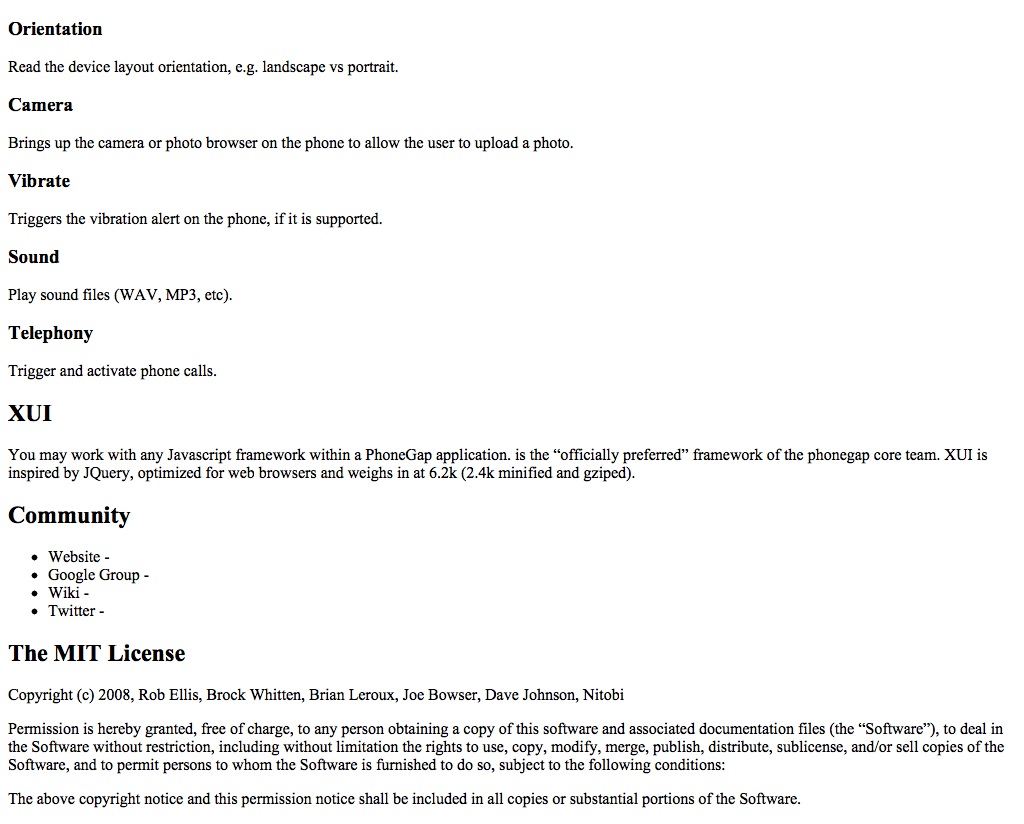 Orientation
Read the device layout orientation, e.g. landscape vs portrait.
Camera
Brings up the camera or photo browser on the phone to allow the user to upload a photo.
Vibrate
Triggers the vibration alert on the phone, if it is supported.
Sound
Play sound files (WAV, MP3, etc).
Telephony
Trigger and activate phone calls.
XUI
You may work with any Javascript framework within a PhoneGap application. is the “officially preferred” framework of the phonegap core team. XUI is
inspired by JQuery, optimized for web browsers and weighs in at 6.2k (2.4k minified and gziped).
Community
• Website -
• Google Group -
• Wiki -
• Twitter -
The MIT License
Copyright (c) 2008, Rob Ellis, Brock Whitten, Brian Leroux, Joe Bowser, Dave Johnson, Nitobi
Permission is hereby granted, free of charge, to any person obtaining a copy of this software and associated documentation files (the “Software”), to deal in
the Software without restriction, including without limitation the rights to use, copy, modify, merge, publish, distribute, sublicense, and/or sell copies of the
Software, and to permit persons to whom the Software is furnished to do so, subject to the following conditions:
The above copyright notice and this permission notice shall be included in all copies or substantial portions of the Software.